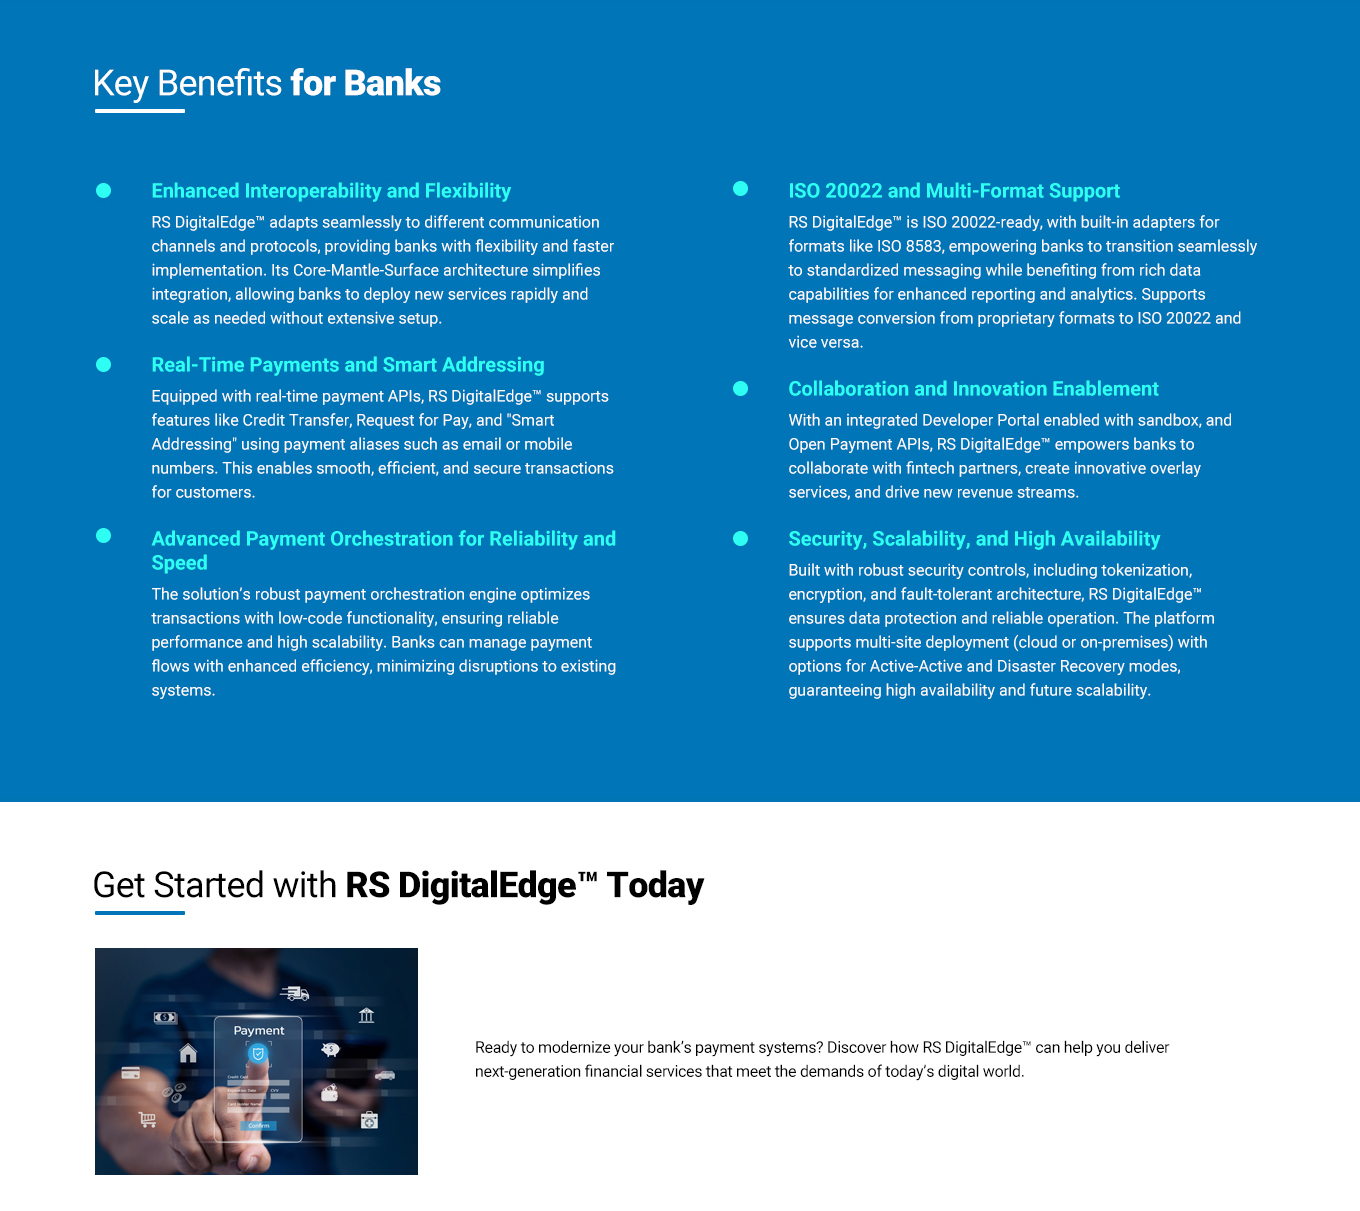 Key Benefits for Banks
Enhanced Interoperability and Flexibility
RS DigitalEdge™ adapts seamlessly to different communication
channels and protocols, providing banks with flexibility and faster
implementation. Its Core-Mantle-Surface architecture simplifies
integration, allowing banks to deploy new services rapidly and
scale as needed without extensive setup.
Real-Time Payments and Smart Addressing
Equipped with real-time payment APIs, RS DigitalEdge™ supports
features like Credit Transfer, Request for Pay, and "Smart
Addressing" using payment aliases such as email or mobile
numbers. This enables smooth, efficient, and secure transactions
for customers.
Advanced Payment Orchestration for Reliability and
Speed
The solution’s robust payment orchestration engine optimizes
transactions with low-code functionality, ensuring reliable
performance and high scalability. Banks can manage payment
flows with enhanced efficiency, minimizing disruptions to existing
systems.
ISO 20022 and Multi-Format Support
RS DigitalEdge™ is ISO 20022-ready, with built-in adapters for
formats like ISO 8583, empowering banks to transition seamlessly
to standardized messaging while benefiting from rich data
capabilities for enhanced reporting and analytics. Supports
message conversion from proprietary formats to ISO 20022 and
vice versa.
Collaboration and Innovation Enablement
With an integrated Developer Portal enabled with sandbox, and
Open Payment APIs, RS DigitalEdge™ empowers banks to
collaborate with fintech partners, create innovative overlay
services, and drive new revenue streams.
Security, Scalability, and High Availability
Built with robust security controls, including tokenization,
encryption, and fault-tolerant architecture, RS DigitalEdge™
ensures data protection and reliable operation. The platform
supports multi-site deployment (cloud or on-premises) with
options for Active-Active and Disaster Recovery modes,
guaranteeing high availability and future scalability.
Get Started with RS DigitalEdge™ Today
Payment
Credit Card
CVV
Card Holder Name
Confirm
Ready to modernize your bank’s payment systems? Discover how RS DigitalEdge™ can help you deliver
next-generation financial services that meet the demands of today’s digital world.